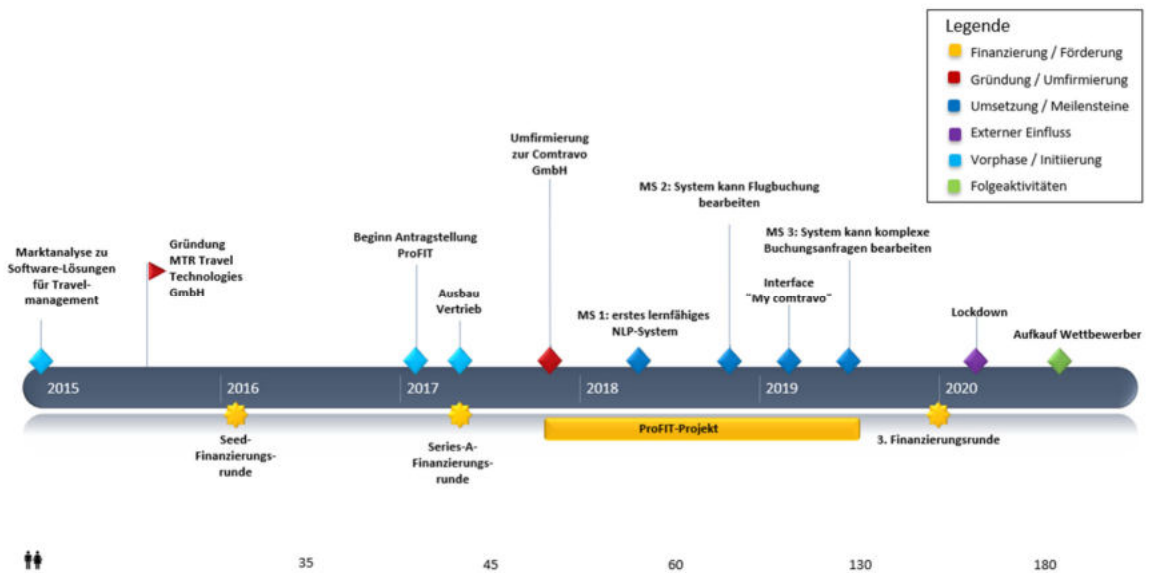 Legende
Finanzierung / Förderung
Gründung / Umfirmierung
Umsetzung / Meilensteine
Externer Einfluss
Vorphase / Initiierung
Folgeaktivitäten
Marktanalyse zu
Software-Lösungen
für Travel-
management
Gründung
MTR Travel
Technologies
GmbH
Beginn Antragstellung
ProFIT
Ausbau
Vertrieb
Umfirmierung
zur Comtravo
GmbH
MS 1: erstes lernfähiges
NLP-System
MS 2: System kann Flugbuchung
bearbeiten
Interface
"My comtravo"
MS 3: System kann komplexe
Buchungsanfragen bearbeiten
Lockdown
Aufkauf Wettbewerber
2015
2016
2017
2018
2019
2020
Seed-
Finanzierungs-
runde
Series-A-
Finanzierungs-
runde
ProFIT-Projekt
3. Finanzierungsrunde
35
45
60
130
180